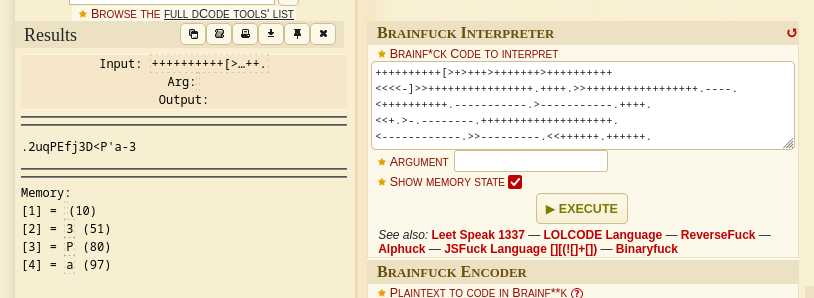 Browse the full dCode tools' list
Results
Input: ++++++++++[>…++.
Arg:
Output:
.2uqPEfj3D<P'a-3
Memory:
[1] = (10)
[2] = 3 (51)
[3] = P (80)
[4] = a (97)
Brainfuck Interpreter
Brainf*ck Code to interpret
++++++++++[>+>+++>+++++++>++++++++++
<<<<-]>>++++++++++++++++.++++.>>+++++++++++++++++.----.
<++++++++++.-----------.>-----------.++++.
<<+.>-.--------.++++++++++++++++++++.
<------------.>>---------.<<++++++.++++++.
Argument
Show memory state
▶ EXECUTE
See also: Leet Speak 1337 — LOLCODE Language — ReverseFuck —
Alphuck — JSFuck Language [][(![]+[]) — Binaryfuck
Brainfuck Encoder
Plaintext to code in Brainf**k (?)